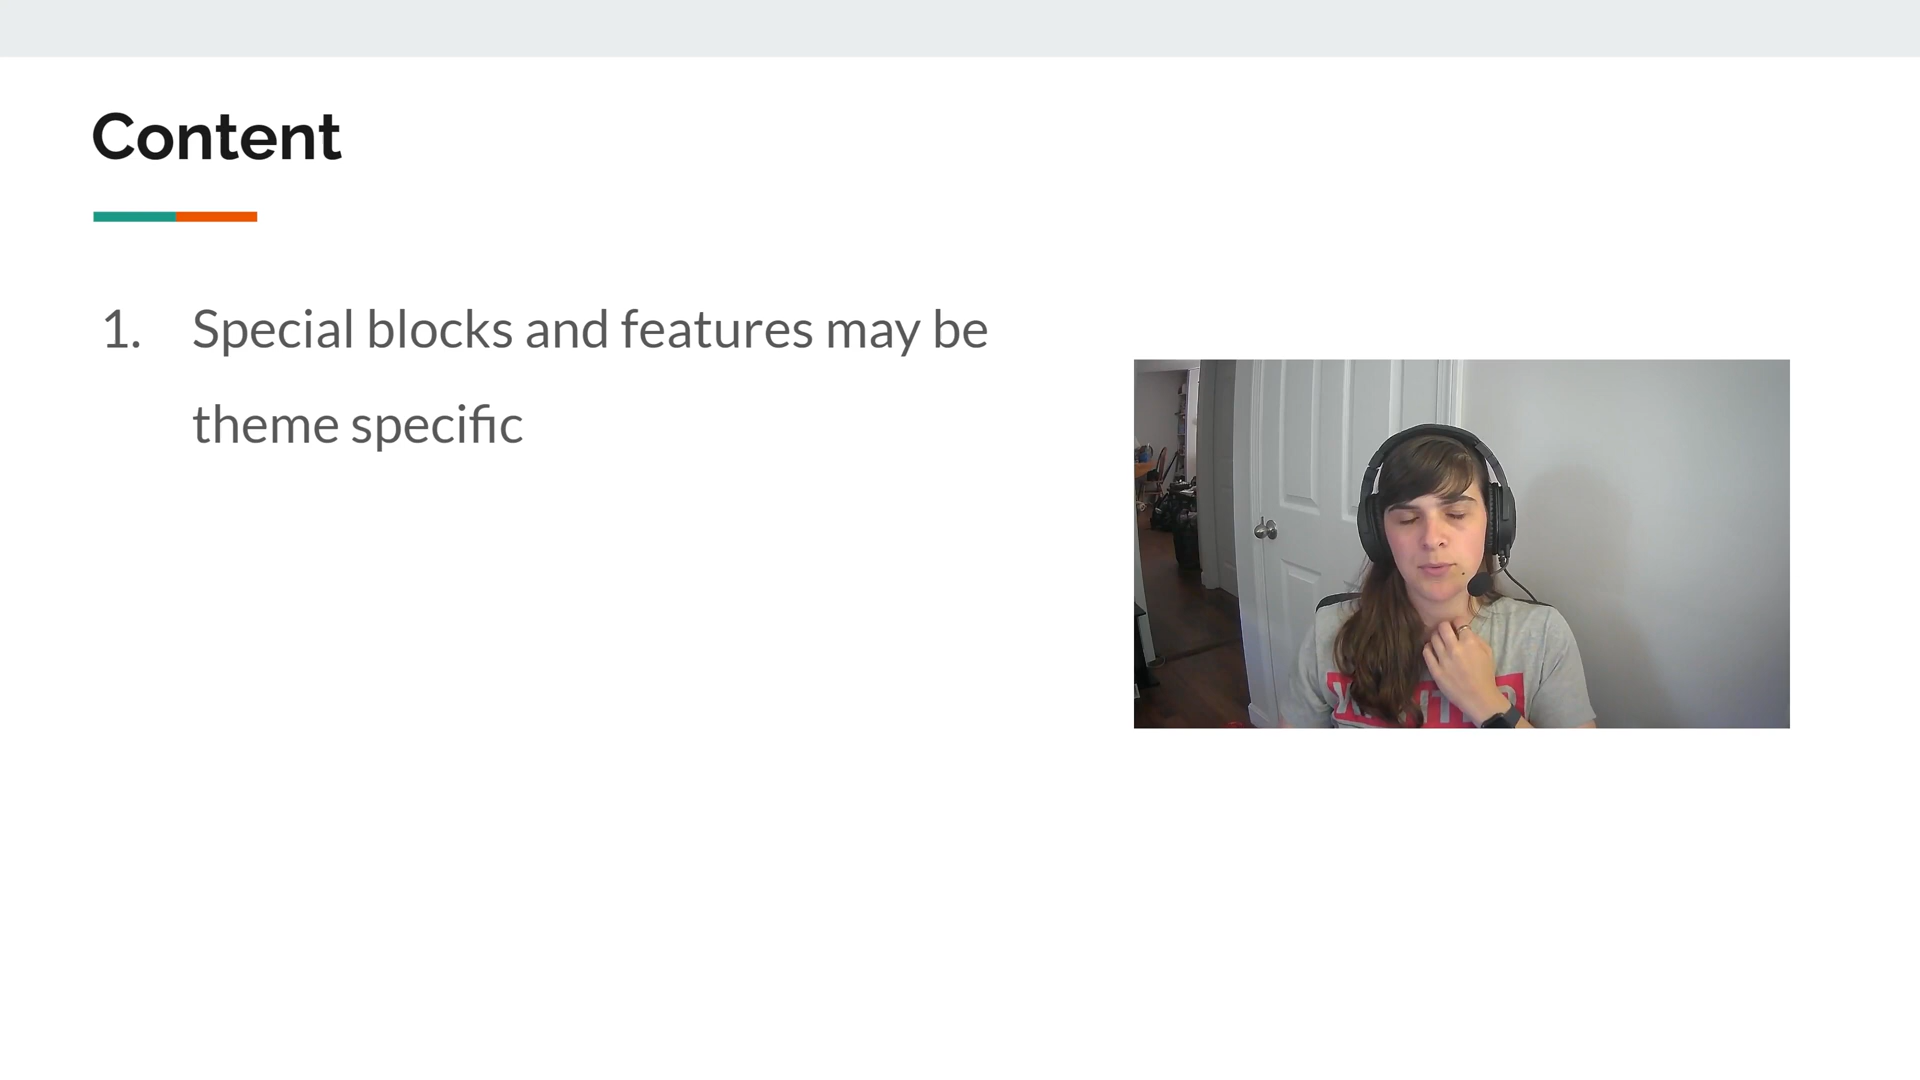 Content
1. Special blocks and features may be
theme specific